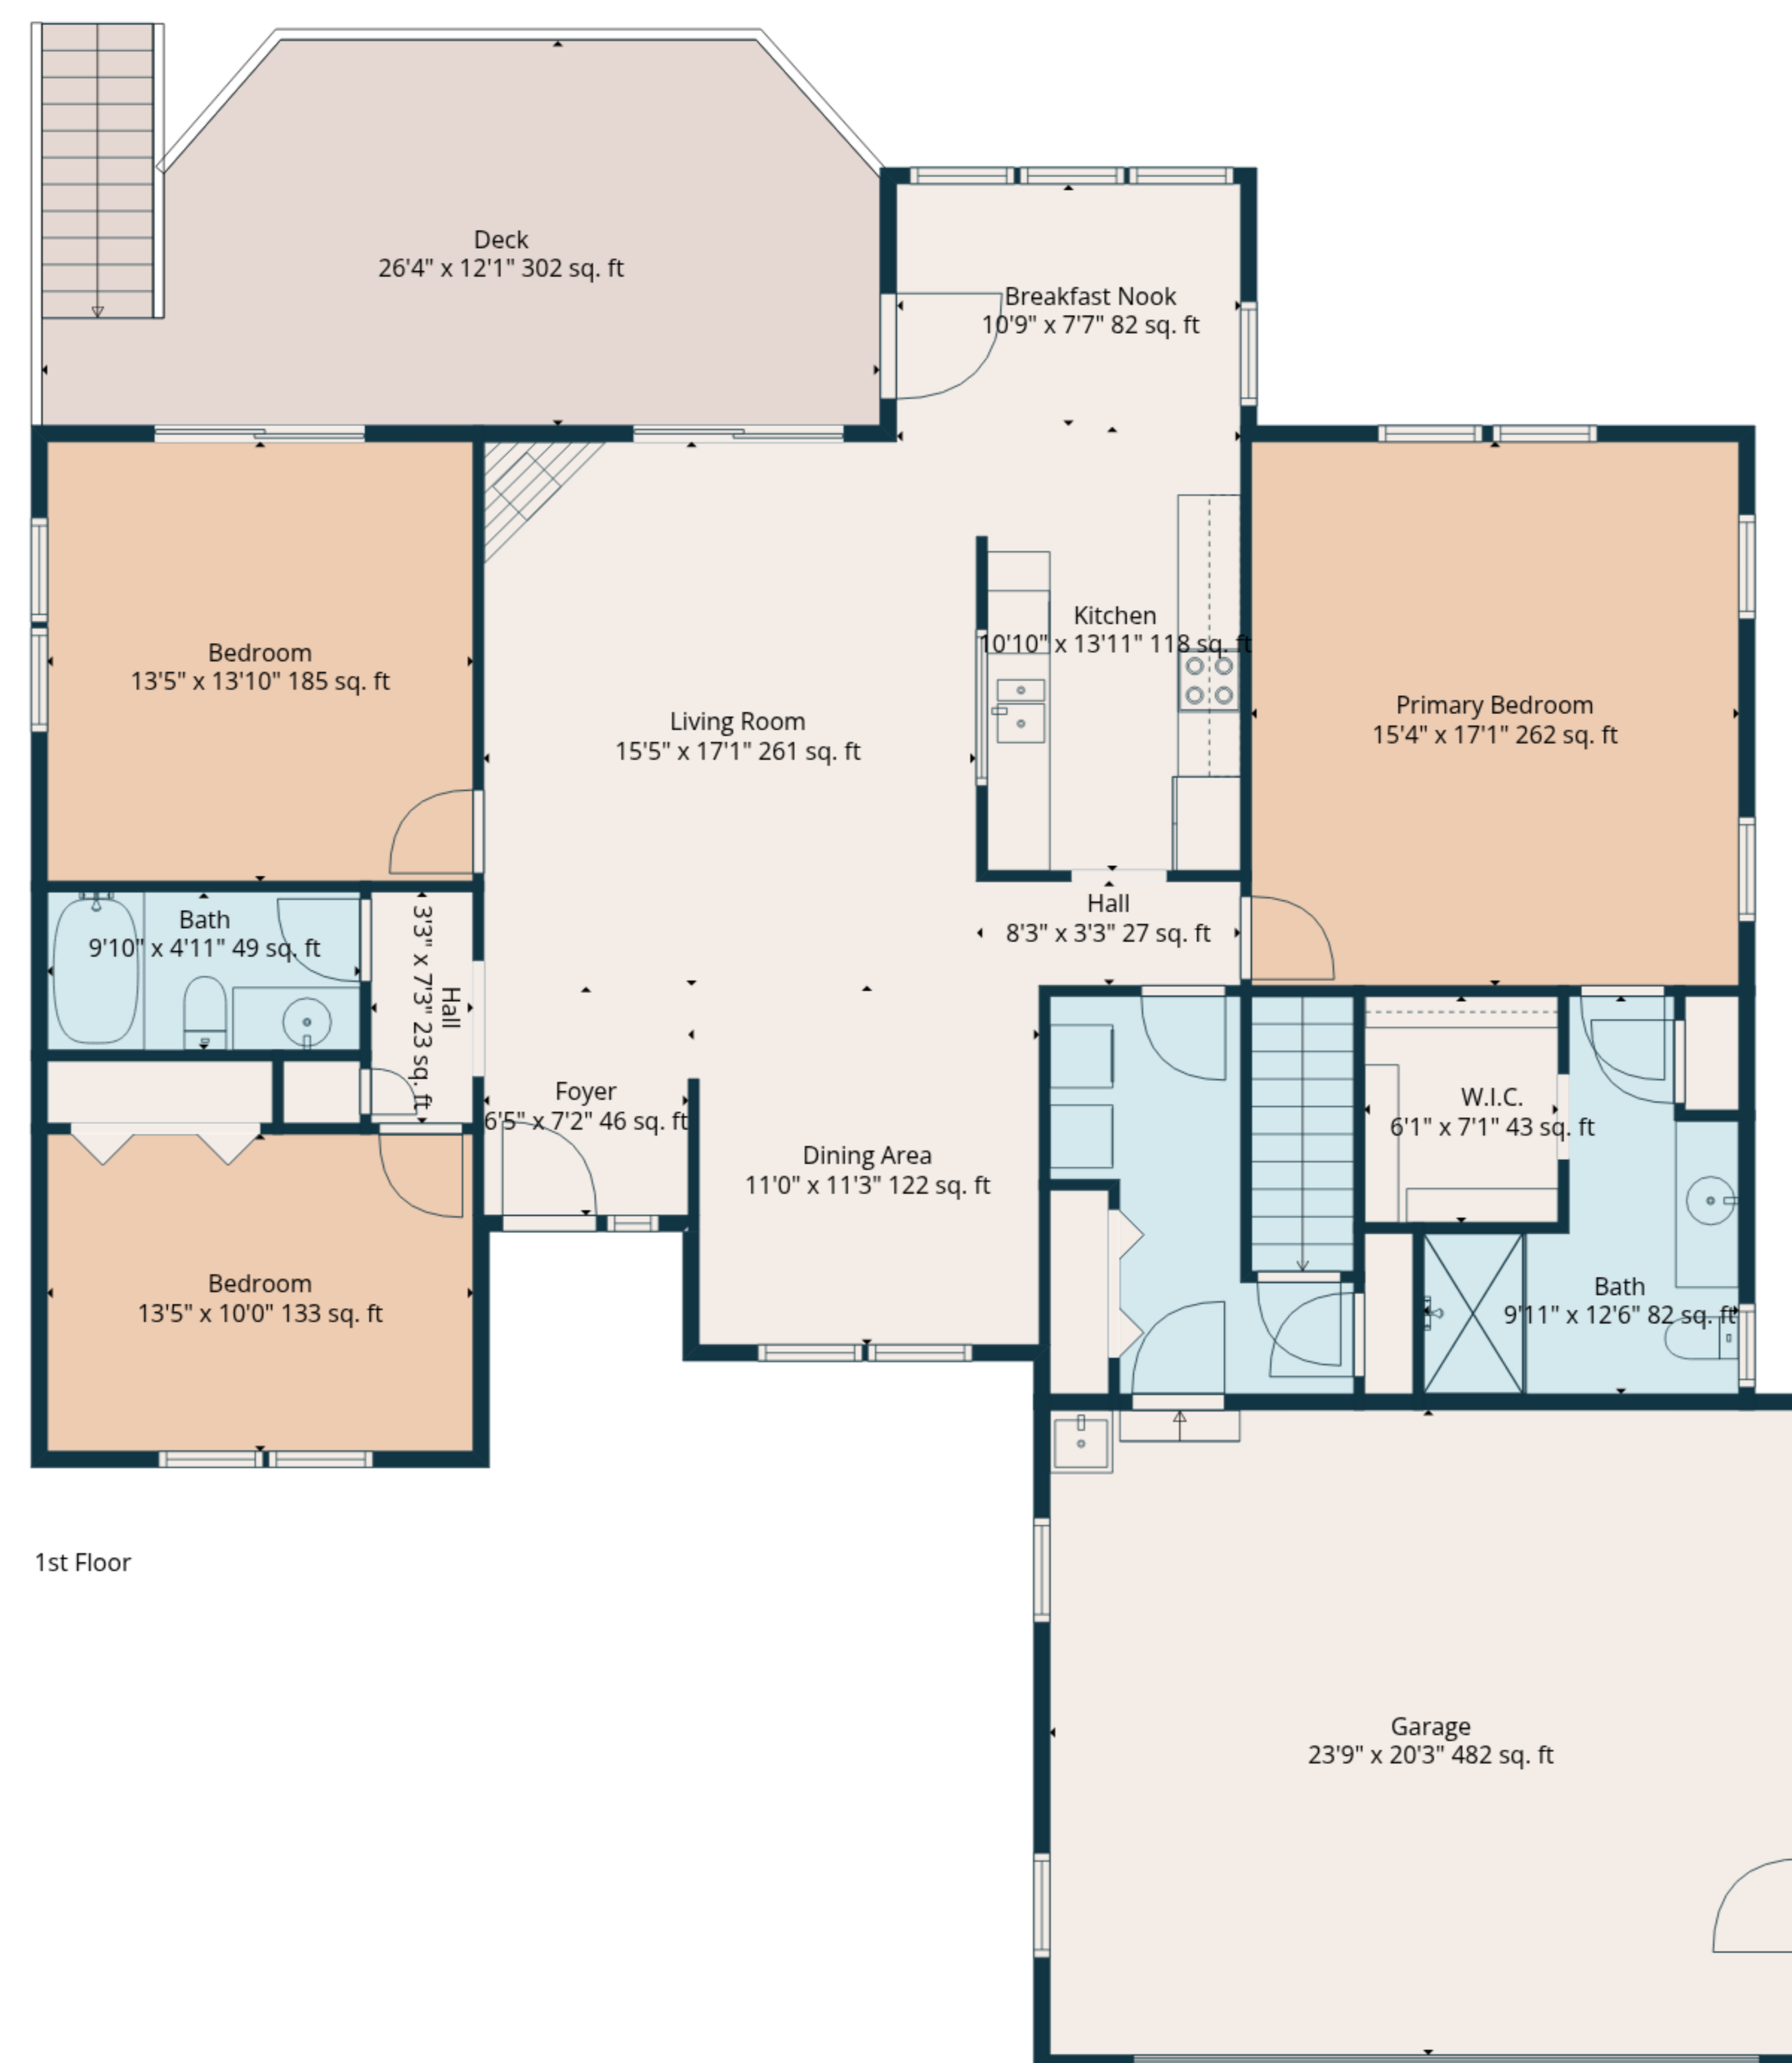 Deck
26'4" x 12'1" 302 sq. ft
Breakfast Nook
10'9" x 7'7" 82 sq. ft
Kitchen
10'10" x 13'11" 118 sq. ft
Bedroom
13'5" x 13'10" 185 sq. ft
Living Room
15'5" x 17'1" 261 sq. ft
Primary Bedroom
15'4" x 17'1" 262 sq. ft
Bath
9'10" x 4'11" 49 sq. ft
Hall
3'3" x 7'3" 23 sq. ft
Hall
8'3" x 3'3" 27 sq. ft
Foyer
6'5" x 7'2" 46 sq. ft
Dining Area
11'0" x 11'3" 122 sq. ft
W.I.C.
6'1" x 7'1" 43 sq. ft
Bedroom
13'5" x 10'0" 133 sq. ft
Bath
9'11" x 12'6" 82 sq. ft
1st Floor
Garage
23'9" x 20'3" 482 sq. ft